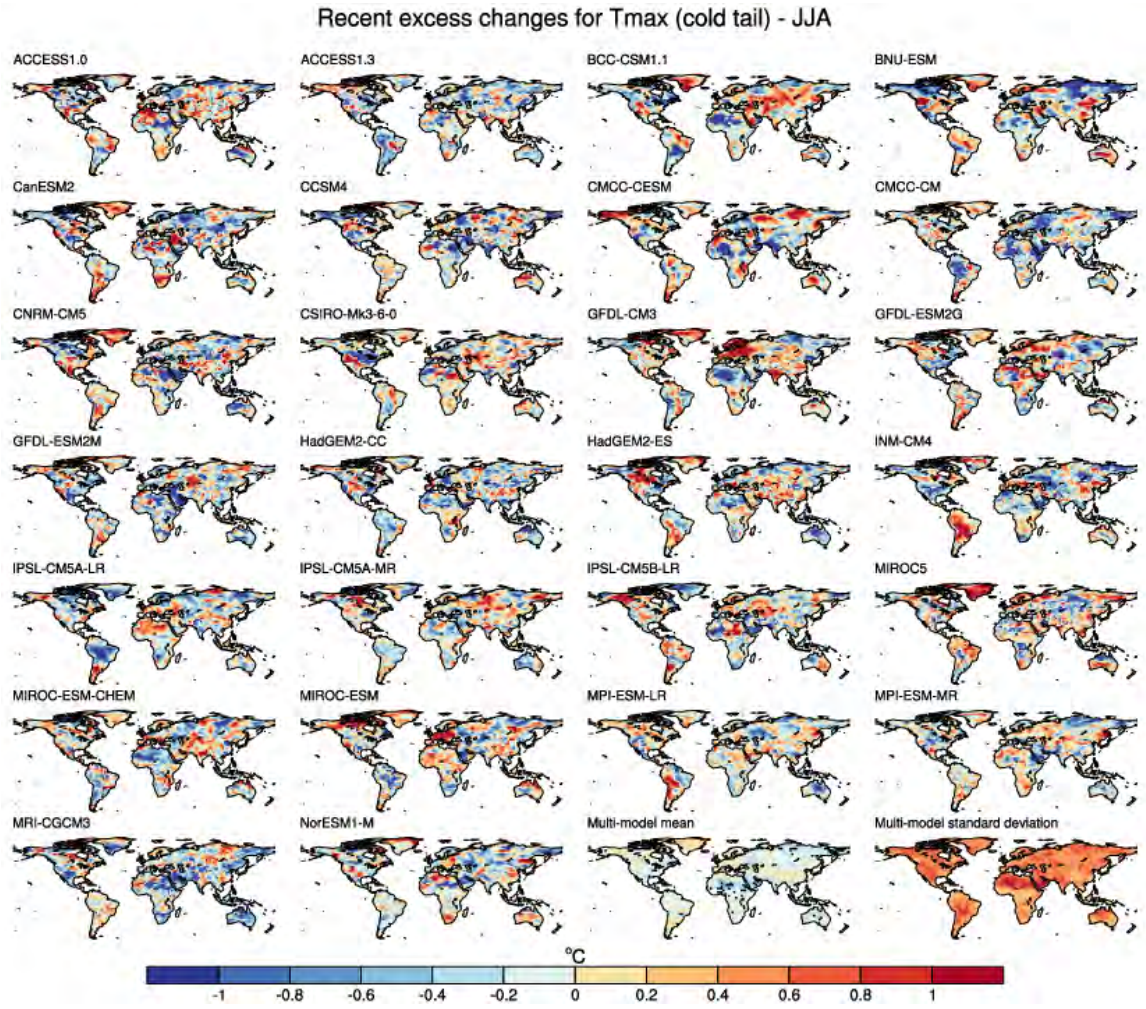 Recent excess changes for Tmax (cold tail) - JJA
ACCESS1.0 ACCESS1.3 BCC-CSM1.1 BNU-ESM
CanESM2 CCSM4 CMCC-CESM CMCC-CM
CNRM-CM5 CSIRO-Mk3-6-0 GFDL-CM3 GFDL-ESM2G
GFDL-ESM2M HadGEM2-CC HadGEM2-ES INM-CM4
IPSL-CM5A-LR IPSL-CM5A-MR IPSL-CM5B-LR MIROC5
MIROC-ESM-CHEM MIROC-ESM MPI-ESM-LR MPI-ESM-MR
MRI-CGCM3 NorESM1-M Multi-model mean Multi-model standard deviation
°C
-1 -0.8 -0.6 -0.4 -0.2 0 0.2 0.4 0.6 0.8 1